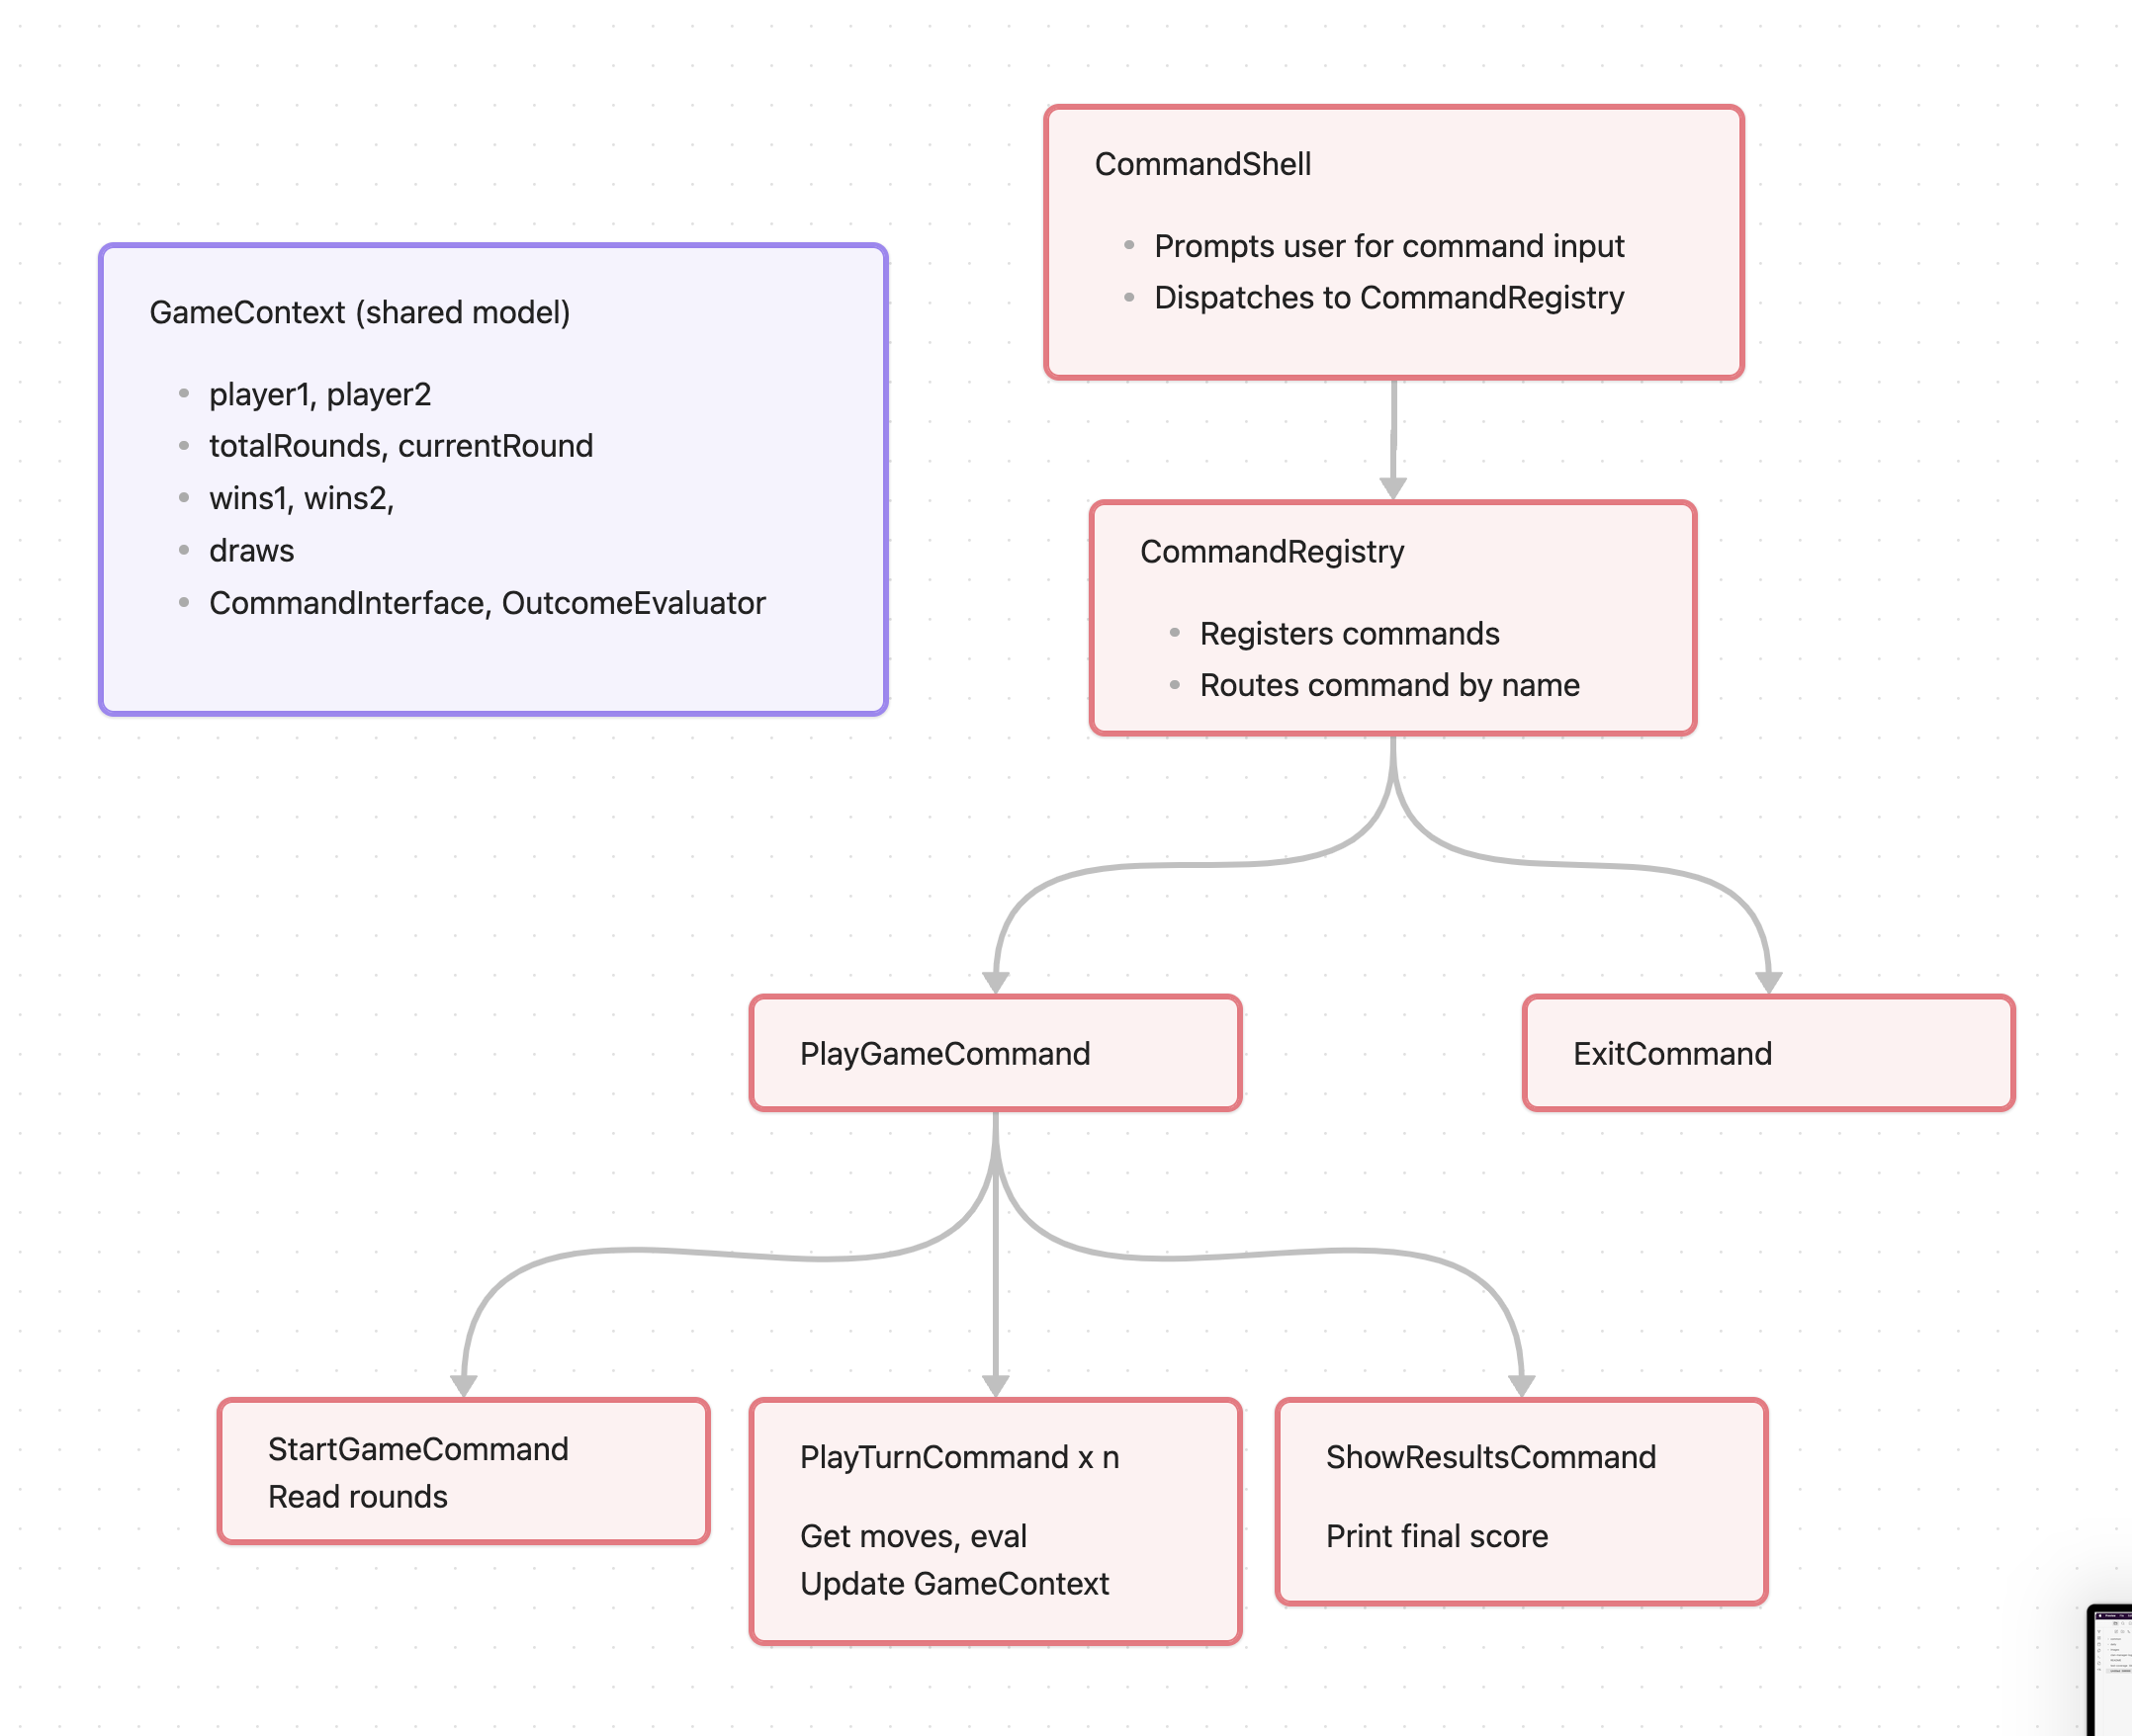 CommandShell
Prompts user for command input
Dispatches to CommandRegistry
GameContext (shared model)
player1, player2
totalRounds, currentRound
wins1, wins2,
draws
CommandInterface, OutcomeEvaluator
CommandRegistry
Registers commands
Routes command by name
PlayGameCommand
ExitCommand
StartGameCommand
Read rounds
PlayTurnCommand x n
Get moves, eval
Update GameContext
ShowResultsCommand
Print final score